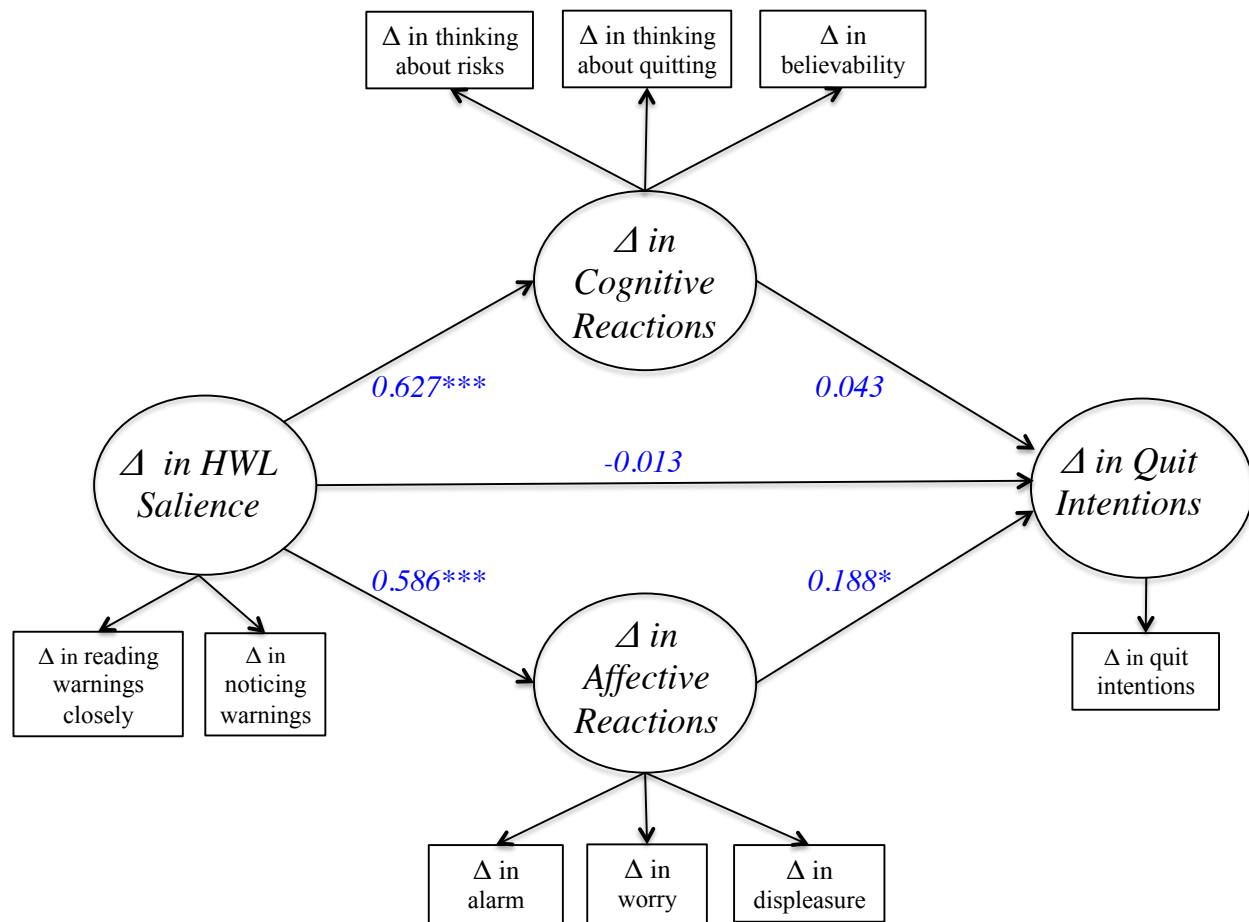 Δ in thinking
about risks
Δ in thinking
about quitting
Δ in
believability
Δ in
Cognitive
Reactions
0.627***
0.043
Δ in HWL
Salience
-0.013
Δ in Quit
Intentions
0.586***
0.188*
Δ in reading
warnings
closely
Δ in
noticing
warnings
Δ in
Affective
Reactions
Δ in quit
intentions
Δ in
alarm
Δ in
worry
Δ in
displeasure